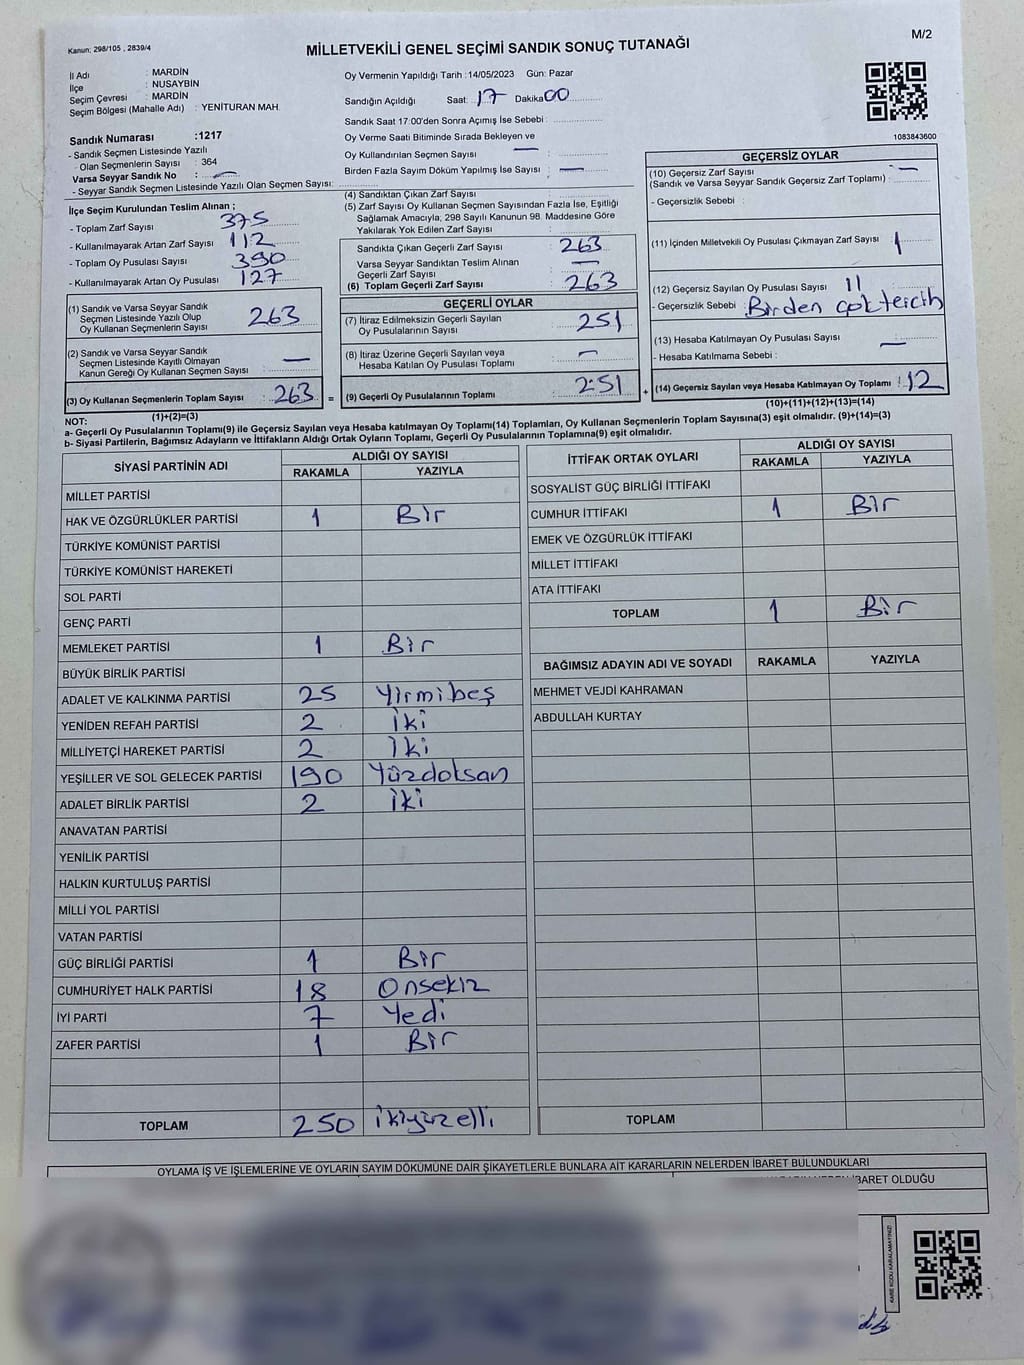 Kanun: 298/105 , 2839/4
MİLLETVEKİLİ GENEL SEÇİMİ SANDIK SONUÇ TUTANAĞI
M/2
İl Adı : MARDİN
İlçe : NUSAYBİN
Seçim Çevresi : MARDİN
Seçim Bölgesi (Mahalle Adı) : YENİTURAN MAH.
Sandık Numarası :1217
- Sandık Seçmen Listesinde Yazılı
Olan Seçmenlerin Sayısı : 364
Varsa Seyyar Sandık No : —
- Seyyar Sandık Seçmen Listesinde Yazılı Olan Seçmen Sayısı:
Oy Vermenin Yapıldığı Tarih :14/05/2023 Gün: Pazar
Sandığın Açıldığı Saat: 17 Dakika 00
Sandık Saat 17:00'den Sonra Açımış İse Sebebi :
Oy Verme Saati Bitiminde Sırada Bekleyen ve
Oy Kullandırılan Seçmen Sayısı — :
Birden Fazla Sayım Döküm Yapılmış İse Sayısı : —
1083843600
İlçe Seçim Kurulundan Teslim Alınan ;
- Toplam Zarf Sayısı : 375
- Kullanılmayarak Artan Zarf Sayısı : 112
- Toplam Oy Pusulası Sayısı : 390
- Kullanılmayarak Artan Oy Pusulası : 127
(4) Sandıktan Çıkan Zarf Sayısı :
(5) Zarf Sayısı Oy Kullanan Seçmen Sayısından Fazla İse, Eşitliği
Sağlamak Amacıyla; 298 Sayılı Kanunun 98. Maddesine Göre
Yakılarak Yok Edilen Zarf Sayısı :
Sandıkta Çıkan Geçerli Zarf Sayısı : 263
Varsa Seyyar Sandıktan Teslim Alınan
Geçerli Zarf Sayısı : —
(6) Toplam Geçerli Zarf Sayısı : 263
GEÇERSİZ OYLAR
(10) Geçersiz Zarf Sayısı
(Sandık ve Varsa Seyyar Sandık Geçersiz Zarf Toplamı) : —
- Geçersizlik Sebebi :
(11) İçinden Milletvekili Oy Pusulası Çıkmayan Zarf Sayısı : 1
(12) Geçersiz Sayılan Oy Pusulası Sayısı : 11
- Geçersizlik Sebebi : Birden çok tercih
(13) Hesaba Katılmayan Oy Pusulası Sayısı : —
- Hesaba Katılmama Sebebi :
(14) Geçersiz Sayılan veya Hesaba Katılmayan Oy Toplamı : 12
(10)+(11)+(12)+(13)=(14)
(1) Sandık ve Varsa Seyyar Sandık
Seçmen Listesinde Yazılı Olup
Oy Kullanan Seçmenlerin Sayısı : 263
(2) Sandık ve Varsa Seyyar Sandık
Seçmen Listesinde Kayıtlı Olmayan
Kanun Gereği Oy Kullanan Seçmen Sayısı : —
(3) Oy Kullanan Seçmenlerin Toplam Sayısı : 263 =
(1)+(2)=(3)
GEÇERLİ OYLAR
(7) İtiraz Edilmeksizin Geçerli Sayılan
Oy Pusulalarının Sayısı : 251
(8) İtiraz Üzerine Geçerli Sayılan veya
Hesaba Katılan Oy Pusulası Toplamı : —
(9) Geçerli Oy Pusulalarının Toplamı : 251 +
NOT:
a- Geçerli Oy Pusulalarının Toplamı(9) ile Geçersiz Sayılan veya Hesaba katılmayan Oy Toplamı(14) Toplamları, Oy Kullanan Seçmenlerin Toplam Sayısına(3) eşit olmalıdır. (9)+(14)=(3)
b- Siyasi Partilerin, Bağımsız Adayların ve İttifakların Aldığı Ortak Oyların Toplamı, Geçerli Oy Pusulalarının Toplamına(9) eşit olmalıdır.
SİYASİ PARTİNİN ADI ALDIĞI OY SAYISI
RAKAMLA YAZIYLA
MİLLET PARTİSİ
HAK VE ÖZGÜRLÜKLER PARTİSİ 1 Bir
TÜRKİYE KOMÜNİST PARTİSİ
TÜRKİYE KOMÜNİST HAREKETİ
SOL PARTİ
GENÇ PARTİ
MEMLEKET PARTİSİ 1 Bir
BÜYÜK BİRLİK PARTİSİ
ADALET VE KALKINMA PARTİSİ 25 Yirmibeş
YENİDEN REFAH PARTİSİ 2 İki
MİLLİYETÇİ HAREKET PARTİSİ 2 İki
YEŞİLLER VE SOL GELECEK PARTİSİ 190 Yüzdoksan
ADALET BİRLİK PARTİSİ 2 iki
ANAVATAN PARTİSİ
YENİLİK PARTİSİ
HALKIN KURTULUŞ PARTİSİ
MİLLİ YOL PARTİSİ
VATAN PARTİSİ
GÜÇ BİRLİĞİ PARTİSİ 1 Bir
CUMHURİYET HALK PARTİSİ 18 Onsekiz
İYİ PARTİ 7 Yedi
ZAFER PARTİSİ 1 Bir
TOPLAM 250 ikiyüzelli
İTTİFAK ORTAK OYLARI ALDIĞI OY SAYISI
RAKAMLA YAZIYLA
SOSYALİST GÜÇ BİRLİĞİ İTTİFAKI
CUMHUR İTTİFAKI 1 Bir
EMEK VE ÖZGÜRLÜK İTTİFAKI
MİLLET İTTİFAKI
ATA İTTİFAKI
TOPLAM 1 Bir
BAĞIMSIZ ADAYIN ADI VE SOYADI RAKAMLA YAZIYLA
MEHMET VEJDİ KAHRAMAN
ABDULLAH KURTAY
TOPLAM
OYLAMA İŞ VE İŞLEMLERİNE VE OYLARIN SAYIM DÖKÜMÜNE DAİR ŞİKAYETLERLE BUNLARA AİT KARARLARIN NELERDEN İBARET BULUNDUKLARI
İBARET OLDUĞU
KARE KODU KARALAMAYINIZ!